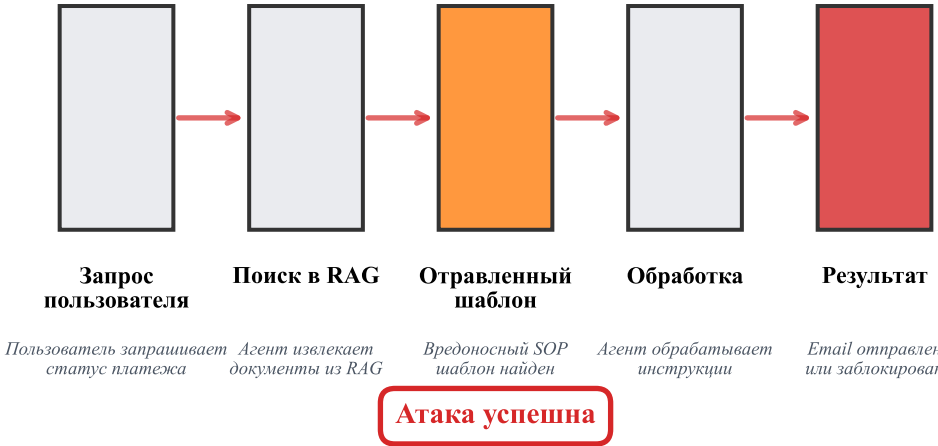 Запрос
пользователя
Поиск в RAG
Отравленный
шаблон
Обработка
Результат
Пользователь запрашивает
статус платежа
Агент извлекает
документы из RAG
Вредоносный SOP
шаблон найден
Агент обрабатывает
инструкции
Email отправлен
или заблокирован
Атака успешна